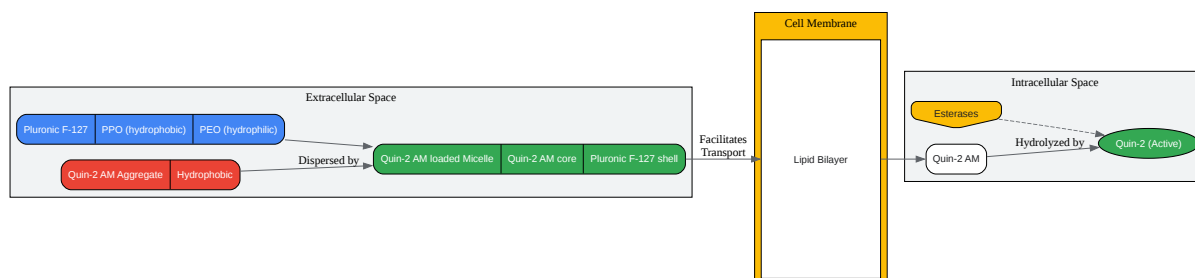 Cell Membrane
Extracellular Space
Intracellular Space
Pluronic F-127 PPO (hydrophobic) PEO (hydrophilic)
Quin-2 AM Aggregate Hydrophobic
Dispersed by
Quin-2 AM loaded Micelle Quin-2 AM core Pluronic F-127 shell
Facilitates
Transport
Lipid Bilayer
Esterases
Quin-2 AM
Hydrolyzed by
Quin-2 (Active)